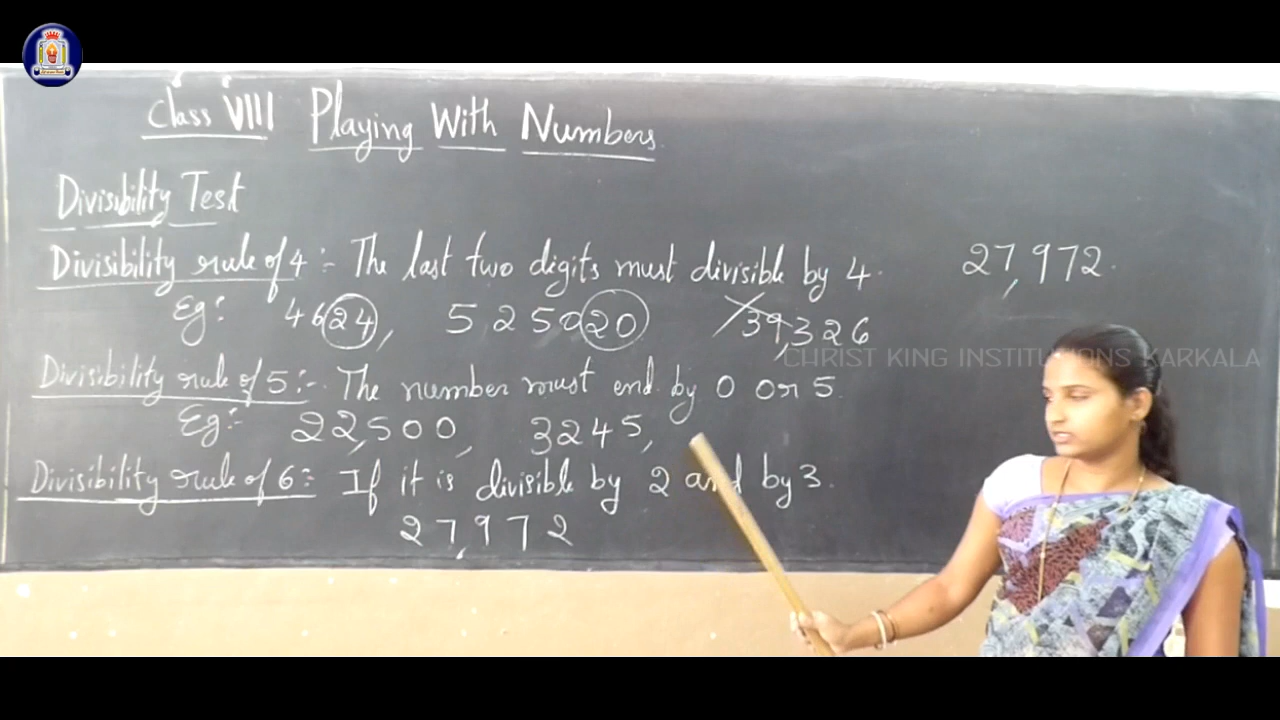 Class VIII Playing With Numbers
Divisibility Test
Divisibility rule of 4 :- The last two digits must divisible by 4. 27,972.
Eg:- 4624, 525020 39,326
CHRIST KING INSTITUTIONS KARKALA
Divisibility rule of 5 :- The number must end by 0 or 5.
Eg:- 22,500, 3245,
Divisibility rule of 6 :- If it is divisible by 2 and by 3.
27,972